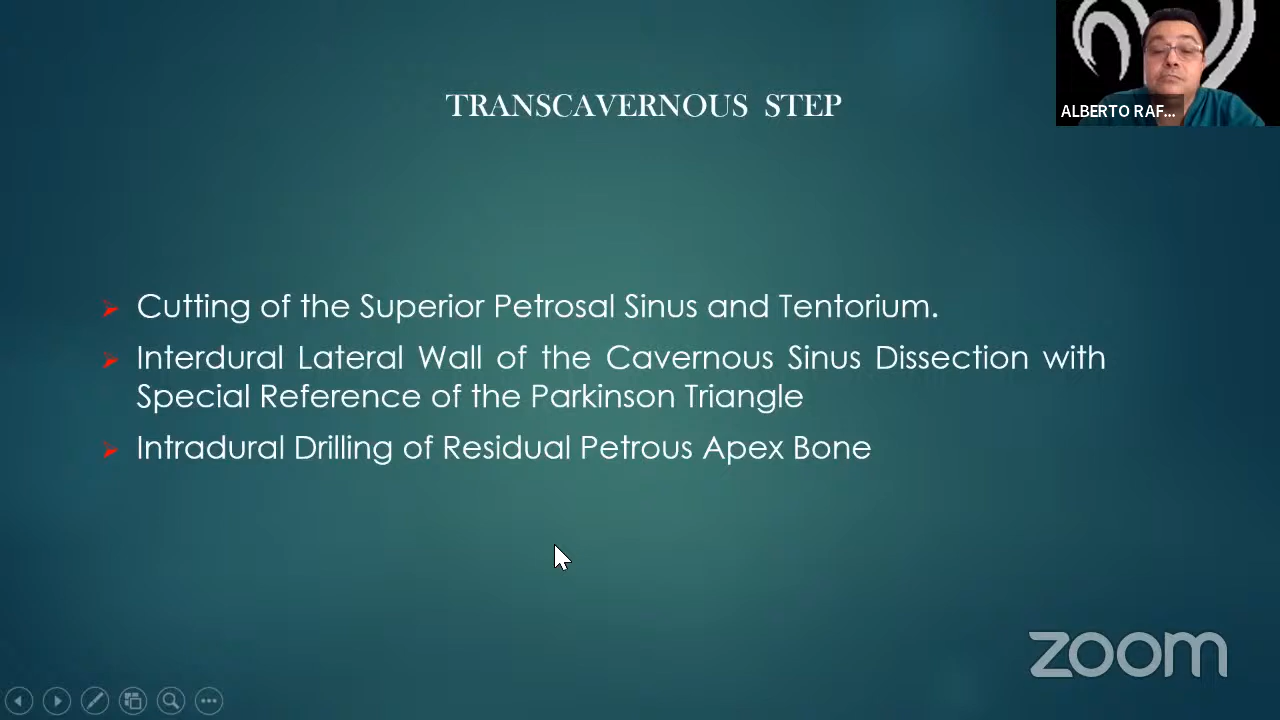 TRANSCAVERNOUS STEP
ALBERTO RAF...
Cutting of the Superior Petrosal Sinus and Tentorium.
Interdural Lateral Wall of the Cavernous Sinus Dissection with
Special Reference of the Parkinson Triangle
Intradural Drilling of Residual Petrous Apex Bone
zoom